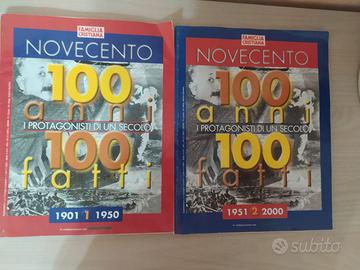 FAMIGLIA
CRISTIANA
NOVECENTO
100
anni
I PROTAGONISTI DI UN SECOLO
100
fatti
1901 1 1950
FAMIGLIA
CRISTIANA
NOVECENTO
100
anni
I PROTAGONISTI DI UN SECOLO
100
fatti
1951 2 2000
subito